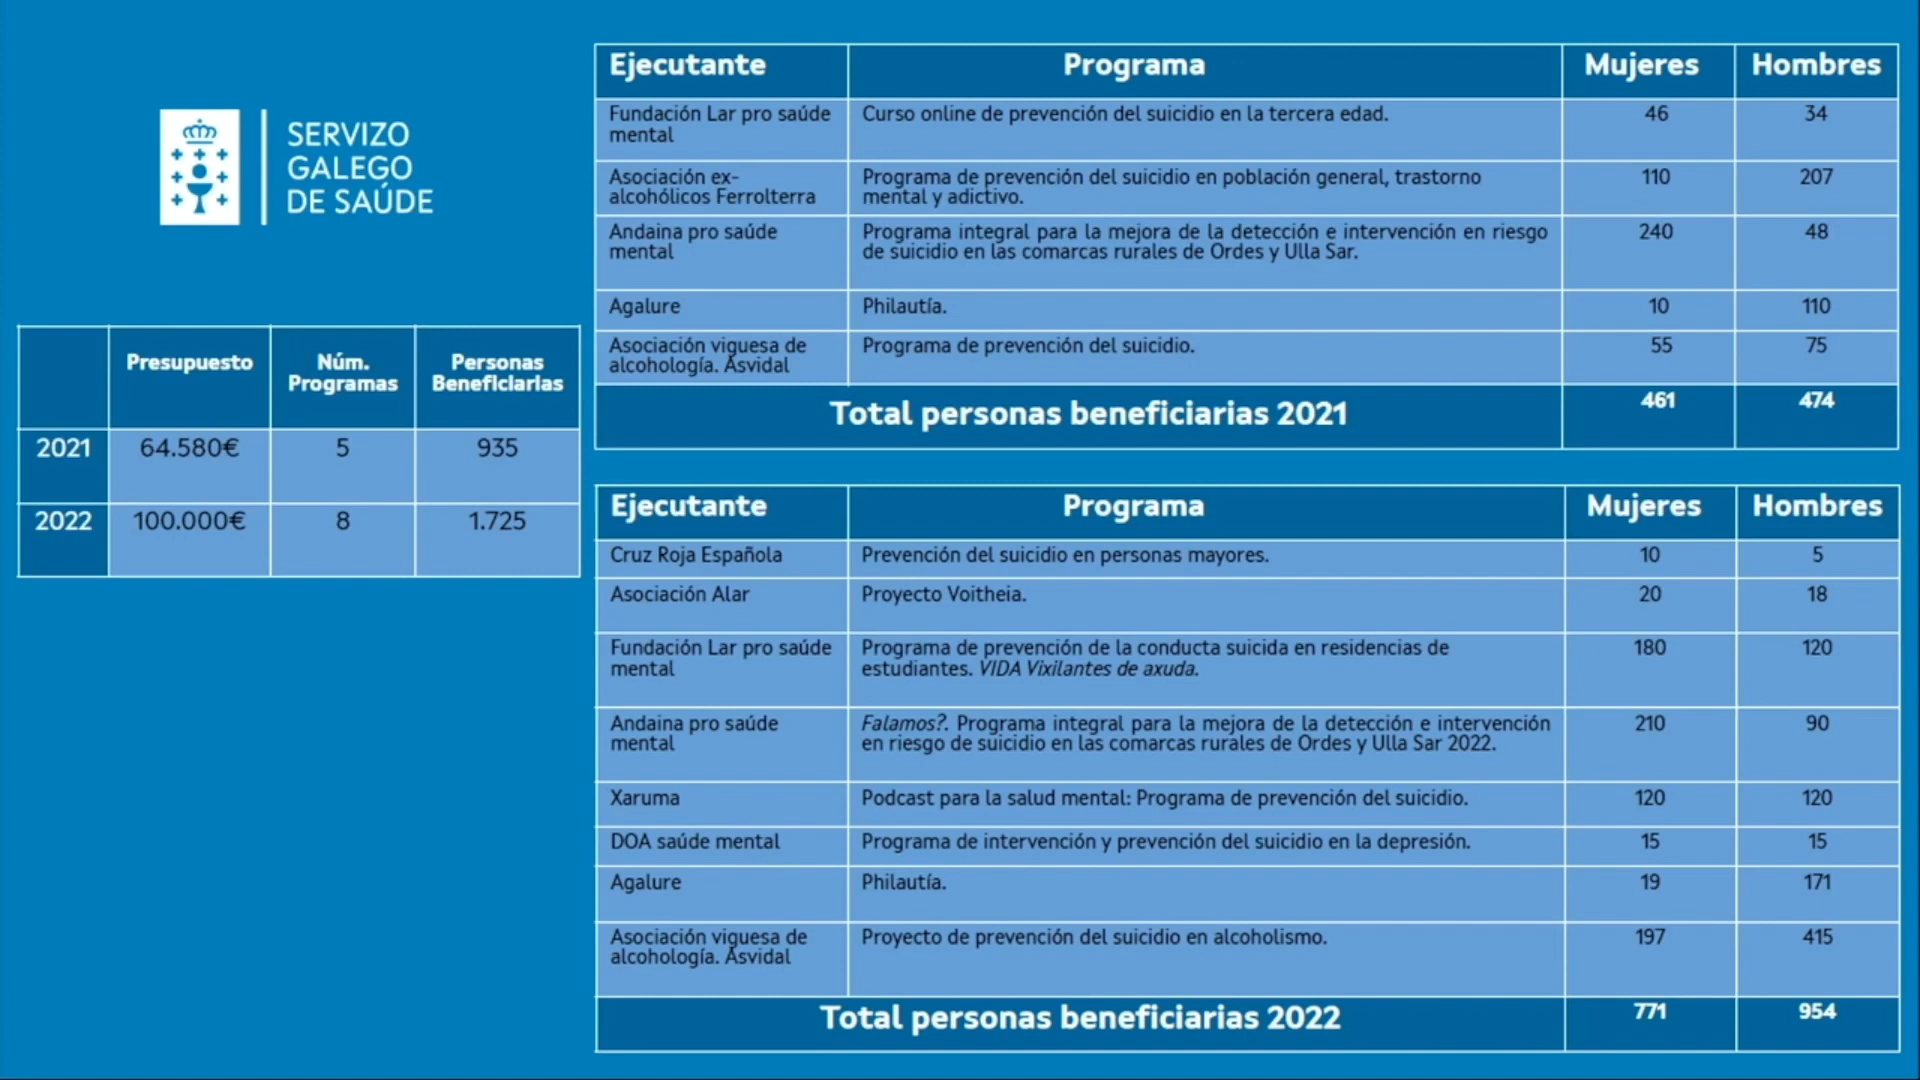 SERVIZO
GALEGO
DE SAÚDE
Presupuesto Núm. Programas Personas Beneficiarias
2021 64.580€ 5 935
2022 100.000€ 8 1.725
Ejecutante Programa Mujeres Hombres
Fundación Lar pro saúde Curso online de prevención del suicidio en la tercera edad. 46 34
mental
Asociación ex- Programa de prevención del suicidio en población general, trastorno 110 207
alcohólicos Ferrolterra mental y adictivo.
Andaina pro saúde Programa integral para la mejora de la detección e intervención en riesgo 240 48
mental de suicidio en las comarcas rurales de Ordes y Ulla Sar.
Agalure Philautía. 10 110
Asociación viguesa de Programa de prevención del suicidio. 55 75
alcohología. Asvidal
Total personas beneficiarias 2021 461 474
Ejecutante Programa Mujeres Hombres
Cruz Roja Española Prevención del suicidio en personas mayores. 10 5
Asociación Alar Proyecto Voitheia. 20 18
Fundación Lar pro saúde Programa de prevención de la conducta suicida en residencias de 180 120
mental estudiantes. VIDA Vixilantes de axuda.
Andaina pro saúde Falamos?. Programa integral para la mejora de la detección e intervención 210 90
mental en riesgo de suicidio en las comarcas rurales de Ordes y Ulla Sar 2022.
Xaruma Podcast para la salud mental: Programa de prevención del suicidio. 120 120
DOA saúde mental Programa de intervención y prevención del suicidio en la depresión. 15 15
Agalure Philautía. 19 171
Asociación viguesa de Proyecto de prevención del suicidio en alcoholismo. 197 415
alcohología. Asvidal
Total personas beneficiarias 2022 771 954